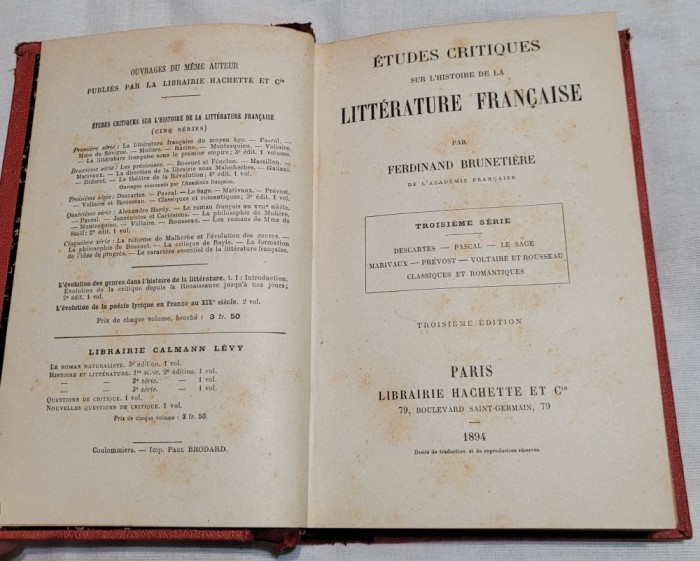 OUVRAGES DU MÊME AUTEUR
PUBLIÉS PAR LA LIBRAIRIE HACHETTE ET Cie
ÉTUDES CRITIQUES SUR L'HISTOIRE DE LA LITTÉRATURE FRANÇAISE
(CINQ SÉRIES)
Première série: La littérature française du moyen âge. — Pascal. —
Mme de Sévigné. — Molière. — Racine. — Montesquieu. — Voltaire.
— La littérature française sous le premier empire; 3e édit. 1 volume.
Deuxième série: Les précieuses. — Bossuet et Fénelon. — Massillon. —
Marivaux. — La direction de la librairie sous Malesherbes. — Galiani.
— Diderot. — Le théâtre de la Révolution; 4e édit. 1 vol.
Ouvrages couronnés par l'Académie française.
Troisième série: Descartes. — Pascal. — Le Sage. — Marivaux. — Prévost.
— Voltaire et Rousseau. — Classiques et romantiques; 3e édit. 1 vol.
Quatrième série: Alexandre Hardy. — Le roman français au XVIIe siècle.
— Pascal. — Jansénistes et Cartésiens. — La philosophie de Molière.
— Montesquieu. — Voltaire. — Rousseau. — Les romans de Mme de
Staël; 2e édit. 1 vol.
Cinquième série: La réforme de Malherbe et l'évolution des genres. —
La philosophie de Bossuet. — La critique de Bayle. — La formation
de l'idée de progrès. — Le caractère essentiel de la littérature française.
L'évolution des genres dans l'histoire de la littérature, t. I: Introduction.
Evolution de la critique depuis la Renaissance jusqu'à nos jours;
2e édit. 1 vol.
L'évolution de la poésie lyrique en France au XIXe siècle. 2 vol.
Prix de chaque volume, broché: 3 fr. 50
LIBRAIRIE CALMANN LÉVY
LE ROMAN NATURALISTE. 3e édition. 1 vol.
HISTOIRE ET LITTÉRATURE, 1re série. 2e édition. 1 vol.
— — 2e série. — 1 vol.
— — 3e série. — 1 vol.
QUESTIONS DE CRITIQUE. 1 vol.
NOUVELLES QUESTIONS DE CRITIQUE. 1 vol.
Prix de chaque volume: 3 fr. 50.
Coulommiers. — Imp. PAUL BRODARD.
ÉTUDES CRITIQUES
SUR L'HISTOIRE DE LA
LITTÉRATURE FRANÇAISE
PAR
FERDINAND BRUNETIÈRE
DE L'ACADÉMIE FRANÇAISE
TROISIÈME SÉRIE
DESCARTES — PASCAL — LE SAGE
MARIVAUX — PRÉVOST — VOLTAIRE ET ROUSSEAU
CLASSIQUES ET ROMANTIQUES
TROISIÈME ÉDITION
PARIS
LIBRAIRIE HACHETTE ET Cie
79, BOULEVARD SAINT-GERMAIN, 79
1894
Droits de traduction et de reproduction réservés.